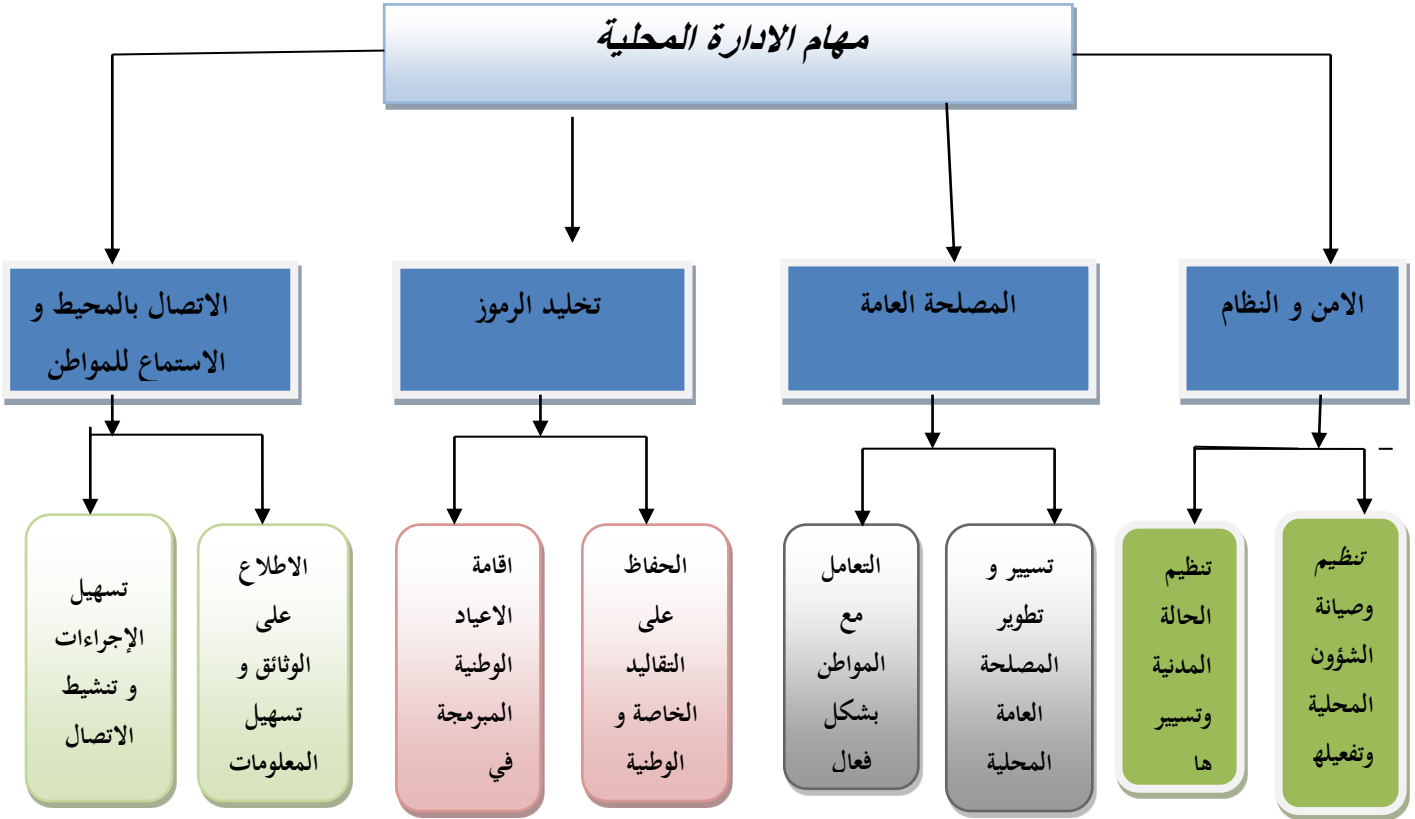 مهام الادارة المحلية
الامن و النظام
المصلحة العامة
تخليد الرموز
الاتصال بالمحيط و
الاستماع للمواطن
تنظيم
وصيانة
الشؤون
المحلية
وتفعيلها
تنظيم
الحالة
المدنية
وتسيير
ها
تسيير و
تطوير
المصلحة
العامة
المحلية
التعامل
مع
المواطن
بشكل
فعال
الحفاظ
على
التقاليد
الخاصة و
الوطنية
اقامة
الاعياد
الوطنية
المبرمجة
في
الاطلاع
على
الوثائق و
تسهيل
المعلومات
تسهيل
الإجراءات
و تنشيط
الاتصال